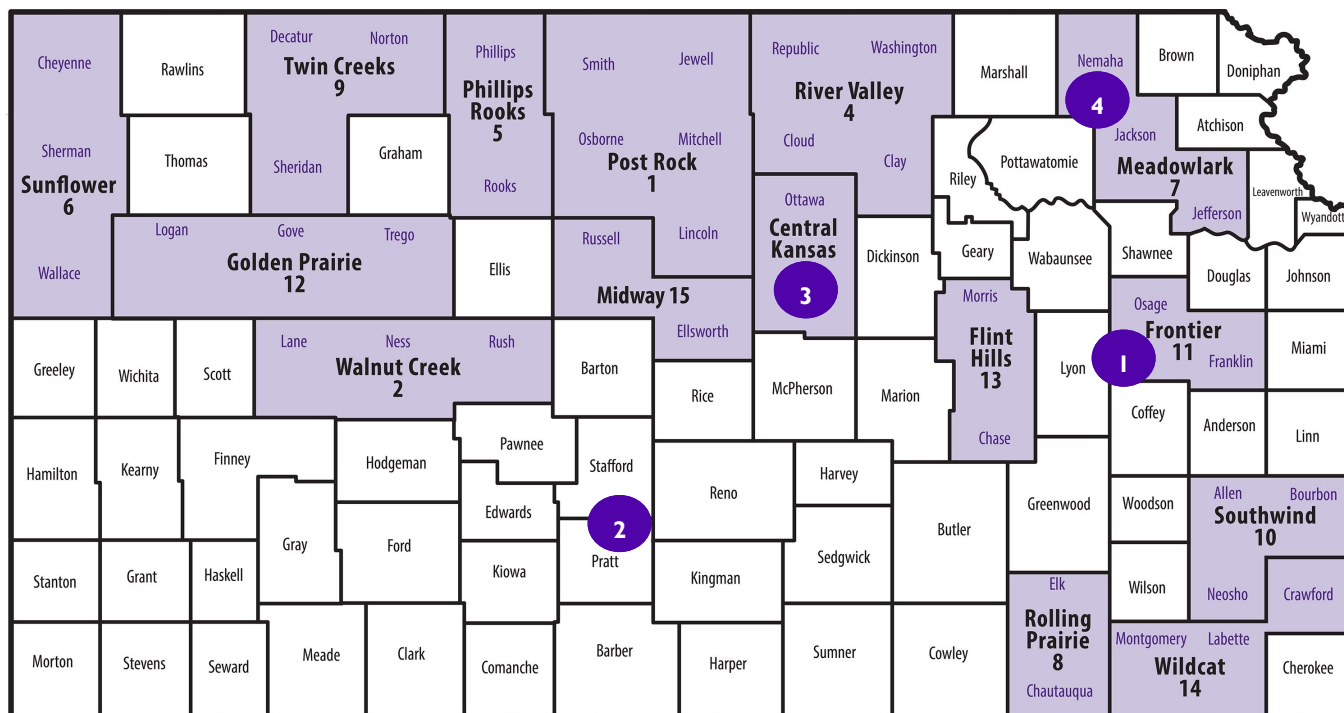 Cheyenne
Rawlins
Decatur
Norton
Twin Creeks
9
Sheridan
Phillips
Phillips
Rooks
5
Rooks
Smith
Jewell
Osborne
Mitchell
Post Rock
1
Lincoln
Republic
Washington
River Valley
4
Cloud
Clay
Marshall
Nemaha
4
Jackson
Meadowlark
7
Jefferson
Brown
Doniphan
Atchison
Sherman
Sunflower
6
Wallace
Thomas
Graham
Ottawa
Central
Kansas
3
Riley
Pottawatomie
Leavenworth
Wyandott
Logan
Gove
Trego
Golden Prairie
12
Ellis
Russell
Midway 15
Ellsworth
Dickinson
Geary
Wabaunsee
Shawnee
Douglas
Johnson
Morris
Flint
Hills
13
Chase
Osage
Frontier
11
Franklin
1
Lyon
Miami
Greeley
Wichita
Scott
Lane
Ness
Rush
Walnut Creek
2
Barton
Rice
McPherson
Marion
Coffey
Anderson
Linn
Hamilton
Kearny
Finney
Hodgeman
Pawnee
Stafford
Reno
Harvey
Edwards
2
Pratt
Gray
Ford
Kiowa
Kingman
Sedgwick
Butler
Greenwood
Woodson
Wilson
Allen
Bourbon
Southwind
10
Neosho
Crawford
Stanton
Grant
Haskell
Morton
Stevens
Seward
Meade
Clark
Comanche
Barber
Harper
Sumner
Cowley
Elk
Rolling
Prairie
8
Chautauqua
Montgomery
Labette
Wildcat
14
Cherokee